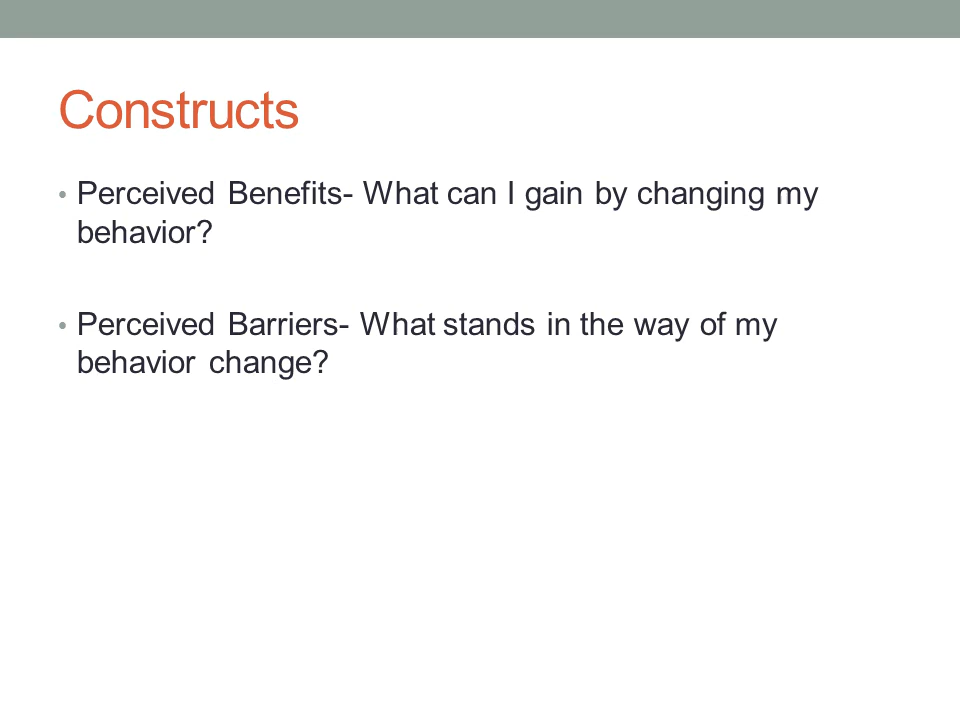 Constructs
• Perceived Benefits- What can I gain by changing my
behavior?
• Perceived Barriers- What stands in the way of my
behavior change?